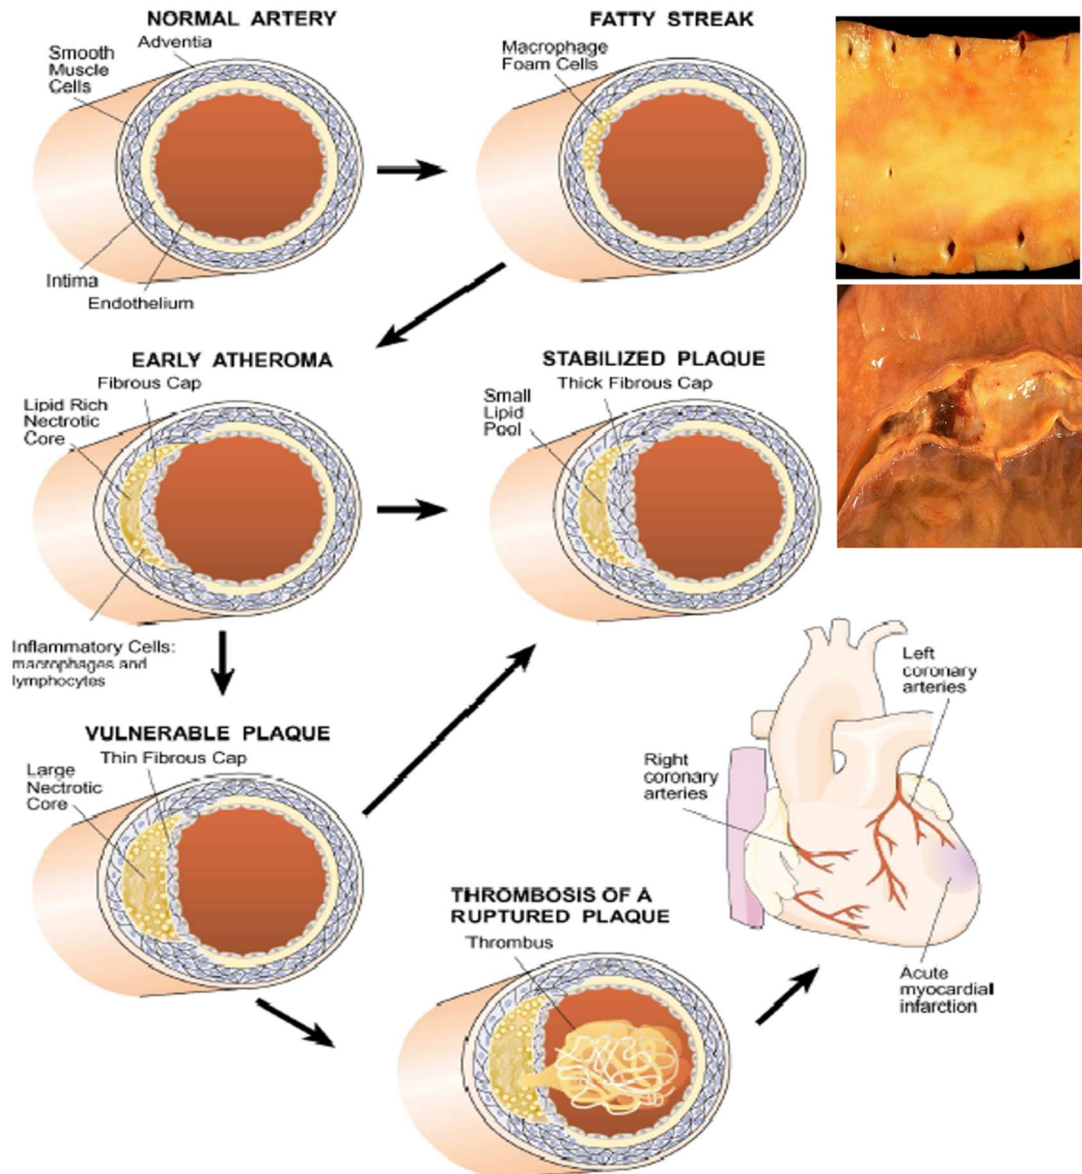 NORMAL ARTERY
Adventia
Smooth
Muscle
Cells
Intima
Endothelium
FATTY STREAK
Macrophage
Foam Cells
EARLY ATHEROMA
Fibrous Cap
Lipid Rich
Nectrotic
Core
Inflammatory Cells:
macrophages and
lymphocytes
STABILIZED PLAQUE
Thick Fibrous Cap
Small
Lipid
Pool
VULNERABLE PLAQUE
Thin Fibrous Cap
Large
Nectrotic
Core
THROMBOSIS OF A
RUPTURED PLAQUE
Thrombus
Left
coronary
arteries
Right
coronary
arteries
Acute
myocardial
infarction